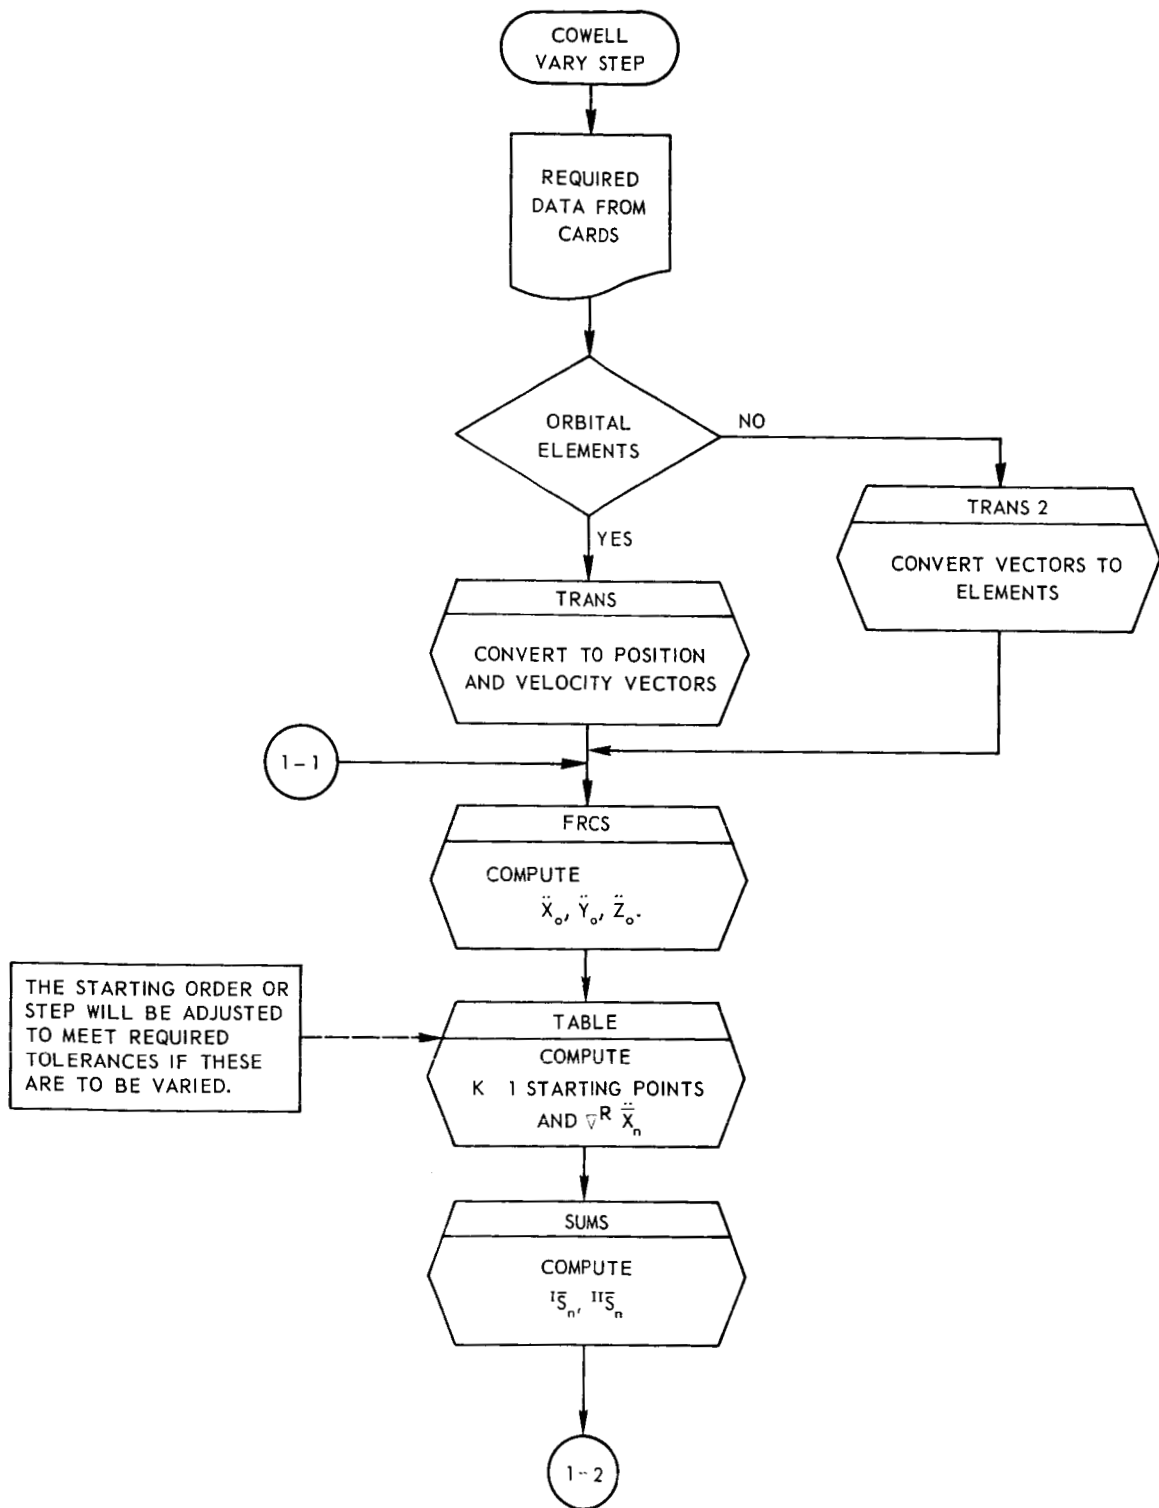 COWELL
VARY STEP
REQUIRED
DATA FROM
CARDS
ORBITAL
ELEMENTS
NO
YES
TRANS 2
CONVERT VECTORS TO
ELEMENTS
TRANS
CONVERT TO POSITION
AND VELOCITY VECTORS
1-1
FRCS
COMPUTE
Ẍₒ, Ÿₒ, Z̈ₒ.
THE STARTING ORDER OR
STEP WILL BE ADJUSTED
TO MEET REQUIRED
TOLERANCES IF THESE
ARE TO BE VARIED.
TABLE
COMPUTE
K 1 STARTING POINTS
AND ∇ᴿ X̄̈ₙ
SUMS
COMPUTE
ᴵS̄ₙ, ᴵᴵS̄ₙ
1-2